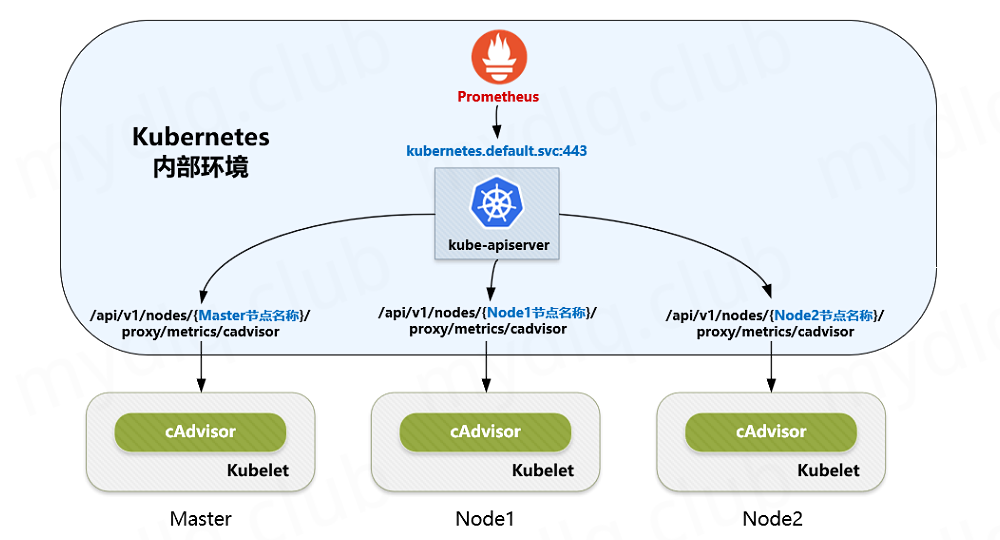 Prometheus
kubernetes.default.svc:443
Kubernetes
内部环境
kube-apiserver
/api/v1/nodes/{Master节点名称}/
proxy/metrics/cadvisor
/api/v1/nodes/{Node1节点名称}/
proxy/metrics/cadvisor
/api/v1/nodes/{Node2节点名称}/
proxy/metrics/cadvisor
cAdvisor
Kubelet
cAdvisor
Kubelet
cAdvisor
Kubelet
Master
Node1
Node2
mydlq.club